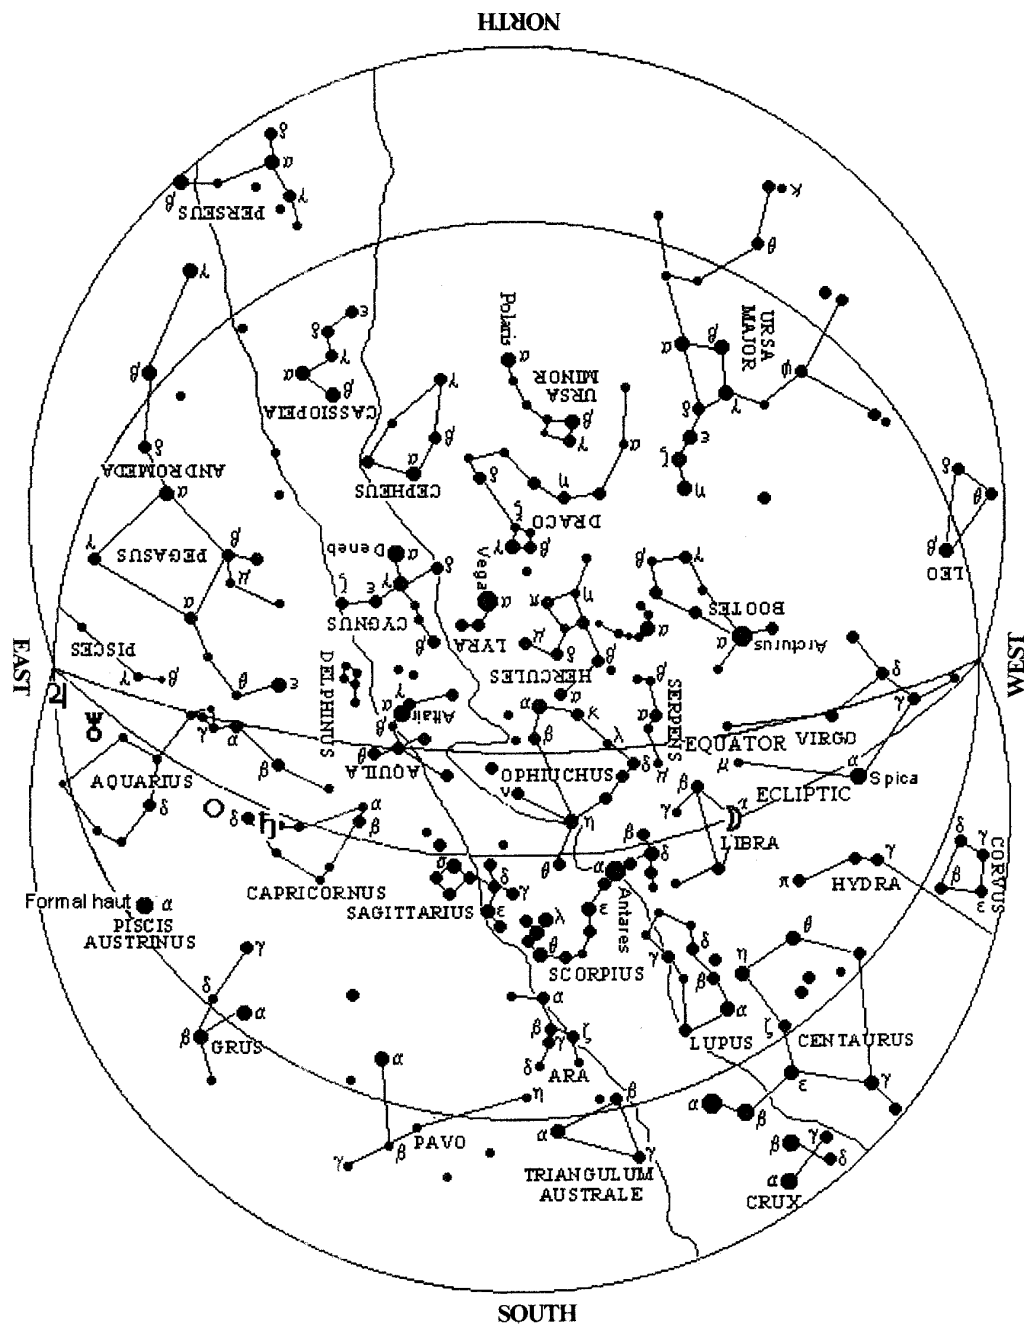 NORTH
δ
α
γ
β
PERSEUS
κ
θ
γ
Polaris
α
URSA
MAJOR
ε
δ
γ
α
β
CASSIOPEIA
β
α
β
ψ
γ
δ
ε
ζ
η
URSA
MINOR
β
γ
γ
β
α
CEPHEUS
δ
ANDROMEDA
α
α
η
δ
ζ
DRACO
γ
β
δ
θ
β
LEO
γ
PEGASUS
β
μ
α
Deneb
α
γ
δ
ε
ζ
CYGNUS
β
Vega
α
LYRA
η
π
μ
δ
β
HERCULES
α
β
γ
BOOTES
α
Arcturus
α
EAST
WEST
PISCES
β
θ
ε
DELPHINUS
γ
α
Altair
β
AQUILA
α
κ
β
λ
δ
OPHIUCHUS
ν
η
θ
β
α
μ
SERPENS
EQUATOR
VIRGO
δ
γ
α
Spica
μ
β
γ
α
ECLIPTIC
LIBRA
♃
♆
γ
α
β
AQUARIUS
δ
δ
♄
α
β
CAPRICORNUS
σ
δ
γ
ε
SAGITTARIUS
β
δ
α
Antares
ε
λ
θ
SCORPIUS
π
γ
HYDRA
δ
γ
β
ε
CORVUS
Formal haut
α
PISCIS
AUSTRINUS
γ
δ
α
β
GRUS
δ
γ
β
α
LUPUS
θ
η
ζ
CENTAURUS
ε
γ
α
β
α
β
ζ
γ
δ
ARA
α
η
PAVO
β
γ
β
α
γ
TRIANGULUM
AUSTRALE
β
γ
δ
α
CRUX
SOUTH